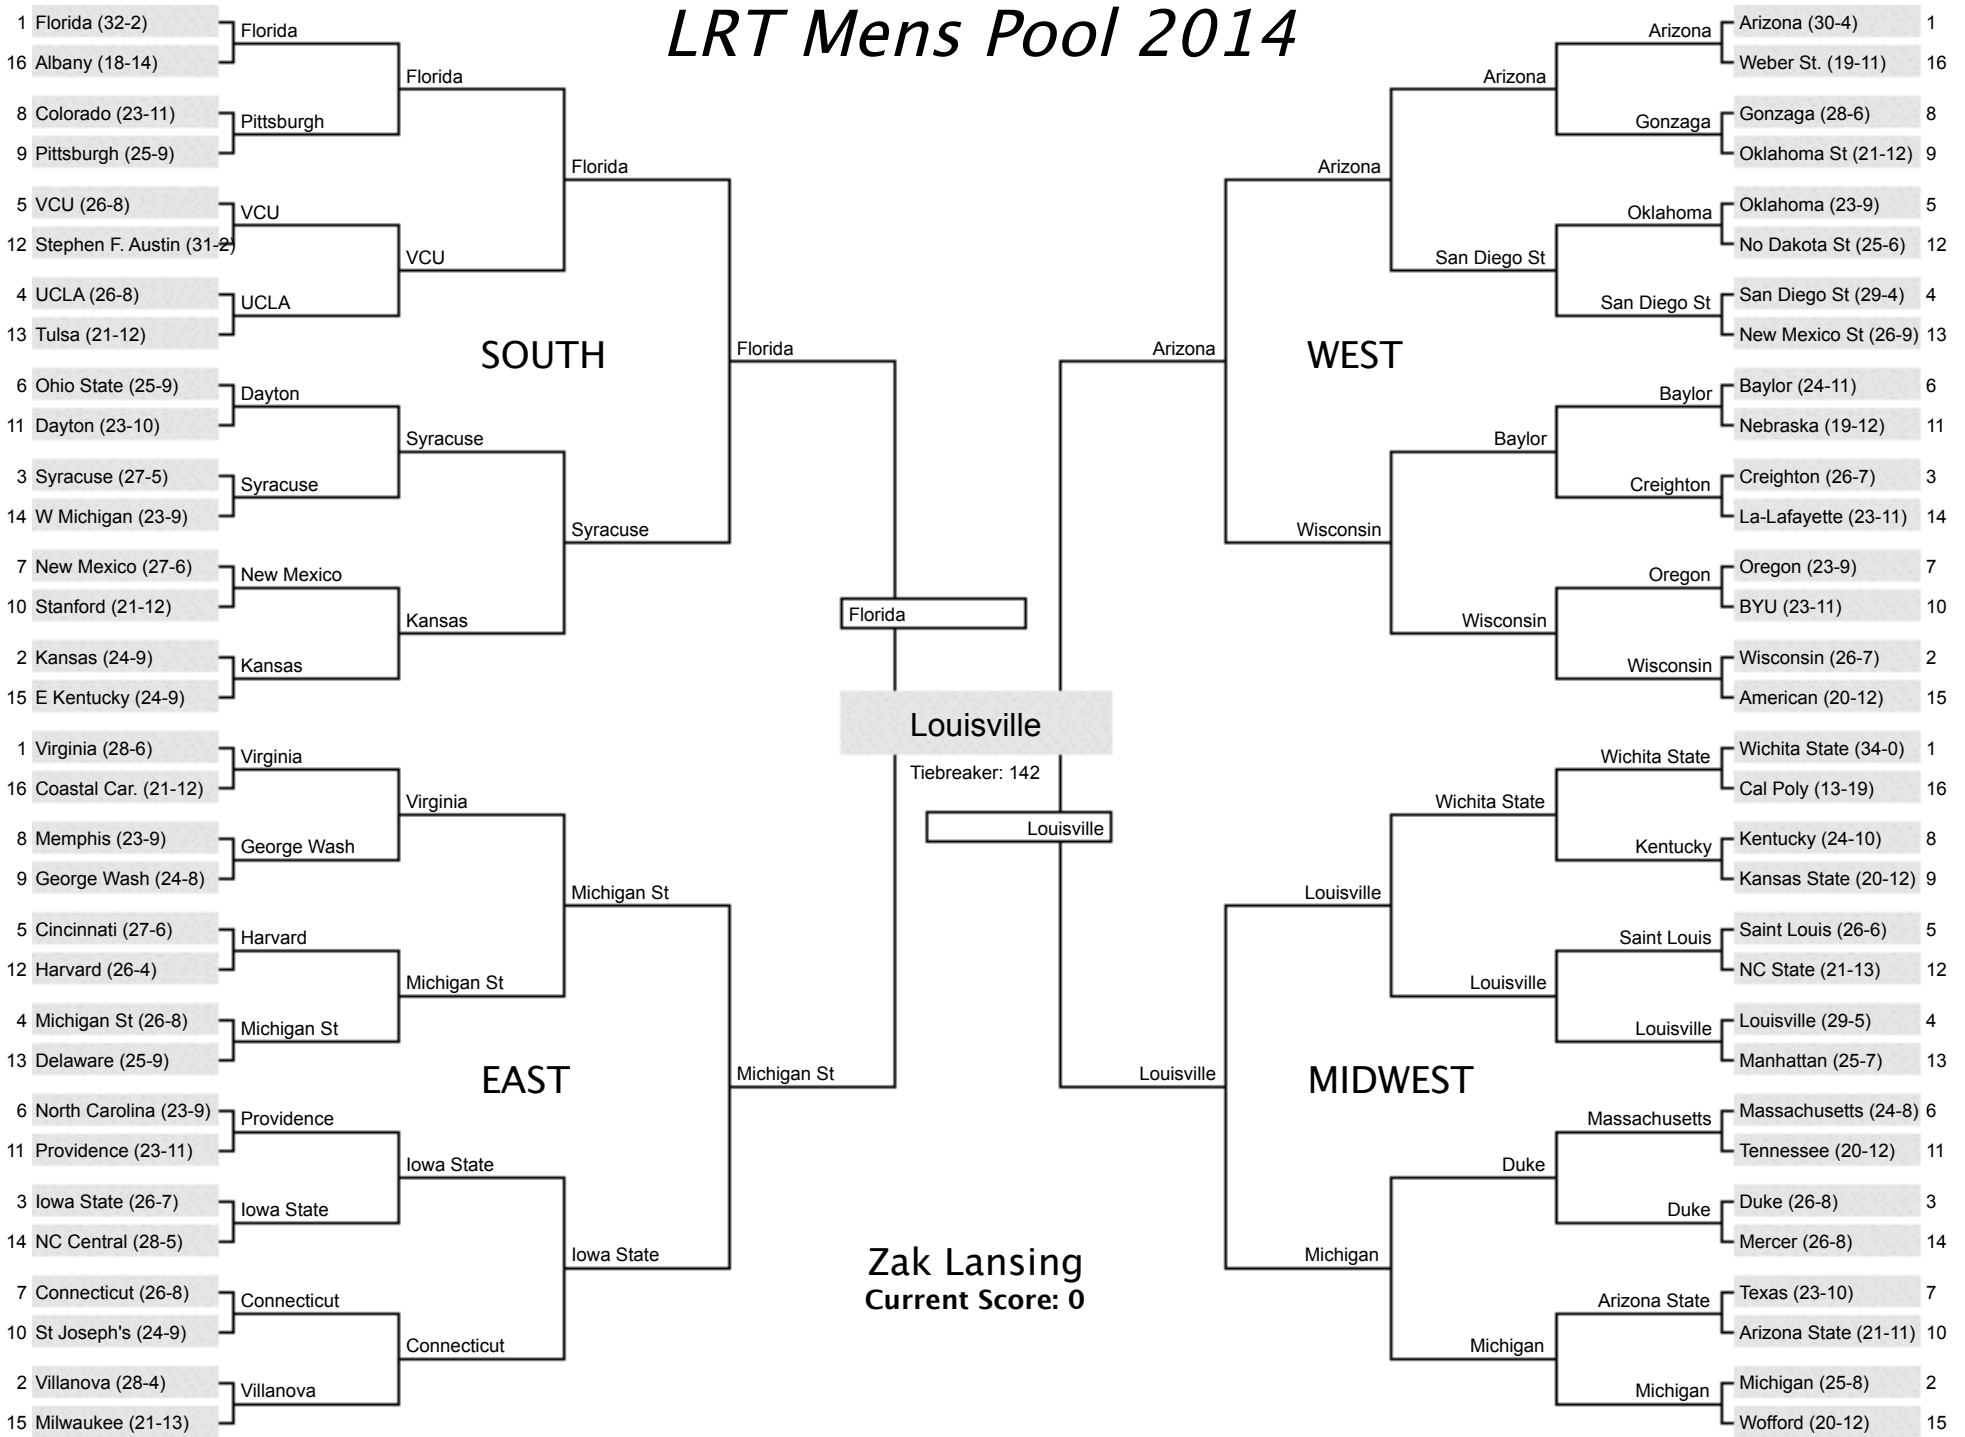 LRT Mens Pool 2014
1 Florida (32-2)
Florida
16 Albany (18-14)
Florida
8 Colorado (23-11)
Pittsburgh
9 Pittsburgh (25-9)
Florida
5 VCU (26-8)
VCU
12 Stephen F. Austin (31-2)
VCU
4 UCLA (26-8)
UCLA
13 Tulsa (21-12)
SOUTH
Florida
6 Ohio State (25-9)
Dayton
11 Dayton (23-10)
Syracuse
3 Syracuse (27-5)
Syracuse
14 W Michigan (23-9)
Syracuse
7 New Mexico (27-6)
New Mexico
10 Stanford (21-12)
Kansas
2 Kansas (24-9)
Kansas
15 E Kentucky (24-9)
1 Virginia (28-6)
Virginia
16 Coastal Car. (21-12)
Virginia
8 Memphis (23-9)
George Wash
9 George Wash (24-8)
Michigan St
5 Cincinnati (27-6)
Harvard
12 Harvard (26-4)
Michigan St
4 Michigan St (26-8)
Michigan St
13 Delaware (25-9)
EAST
Michigan St
6 North Carolina (23-9)
Providence
11 Providence (23-11)
Iowa State
3 Iowa State (26-7)
Iowa State
14 NC Central (28-5)
Iowa State
7 Connecticut (26-8)
Connecticut
10 St Joseph's (24-9)
Connecticut
2 Villanova (28-4)
Villanova
15 Milwaukee (21-13)
Florida
Louisville
Tiebreaker: 142
Louisville
Zak Lansing
Current Score: 0
Arizona (30-4) 1
Arizona
Weber St. (19-11) 16
Arizona
Gonzaga (28-6) 8
Gonzaga
Oklahoma St (21-12) 9
Arizona
Oklahoma (23-9) 5
Oklahoma
No Dakota St (25-6) 12
San Diego St
San Diego St (29-4) 4
San Diego St
New Mexico St (26-9) 13
WEST
Arizona
Baylor (24-11) 6
Baylor
Nebraska (19-12) 11
Baylor
Creighton (26-7) 3
Creighton
La-Lafayette (23-11) 14
Wisconsin
Oregon (23-9) 7
Oregon
BYU (23-11) 10
Wisconsin
Wisconsin (26-7) 2
Wisconsin
American (20-12) 15
Wichita State (34-0) 1
Wichita State
Cal Poly (13-19) 16
Wichita State
Kentucky (24-10) 8
Kentucky
Kansas State (20-12) 9
Louisville
Saint Louis (26-6) 5
Saint Louis
NC State (21-13) 12
Louisville
Louisville (29-5) 4
Louisville
Manhattan (25-7) 13
MIDWEST
Louisville
Massachusetts (24-8) 6
Massachusetts
Tennessee (20-12) 11
Duke
Duke (26-8) 3
Duke
Mercer (26-8) 14
Michigan
Texas (23-10) 7
Arizona State
Arizona State (21-11) 10
Michigan
Michigan (25-8) 2
Michigan
Wofford (20-12) 15